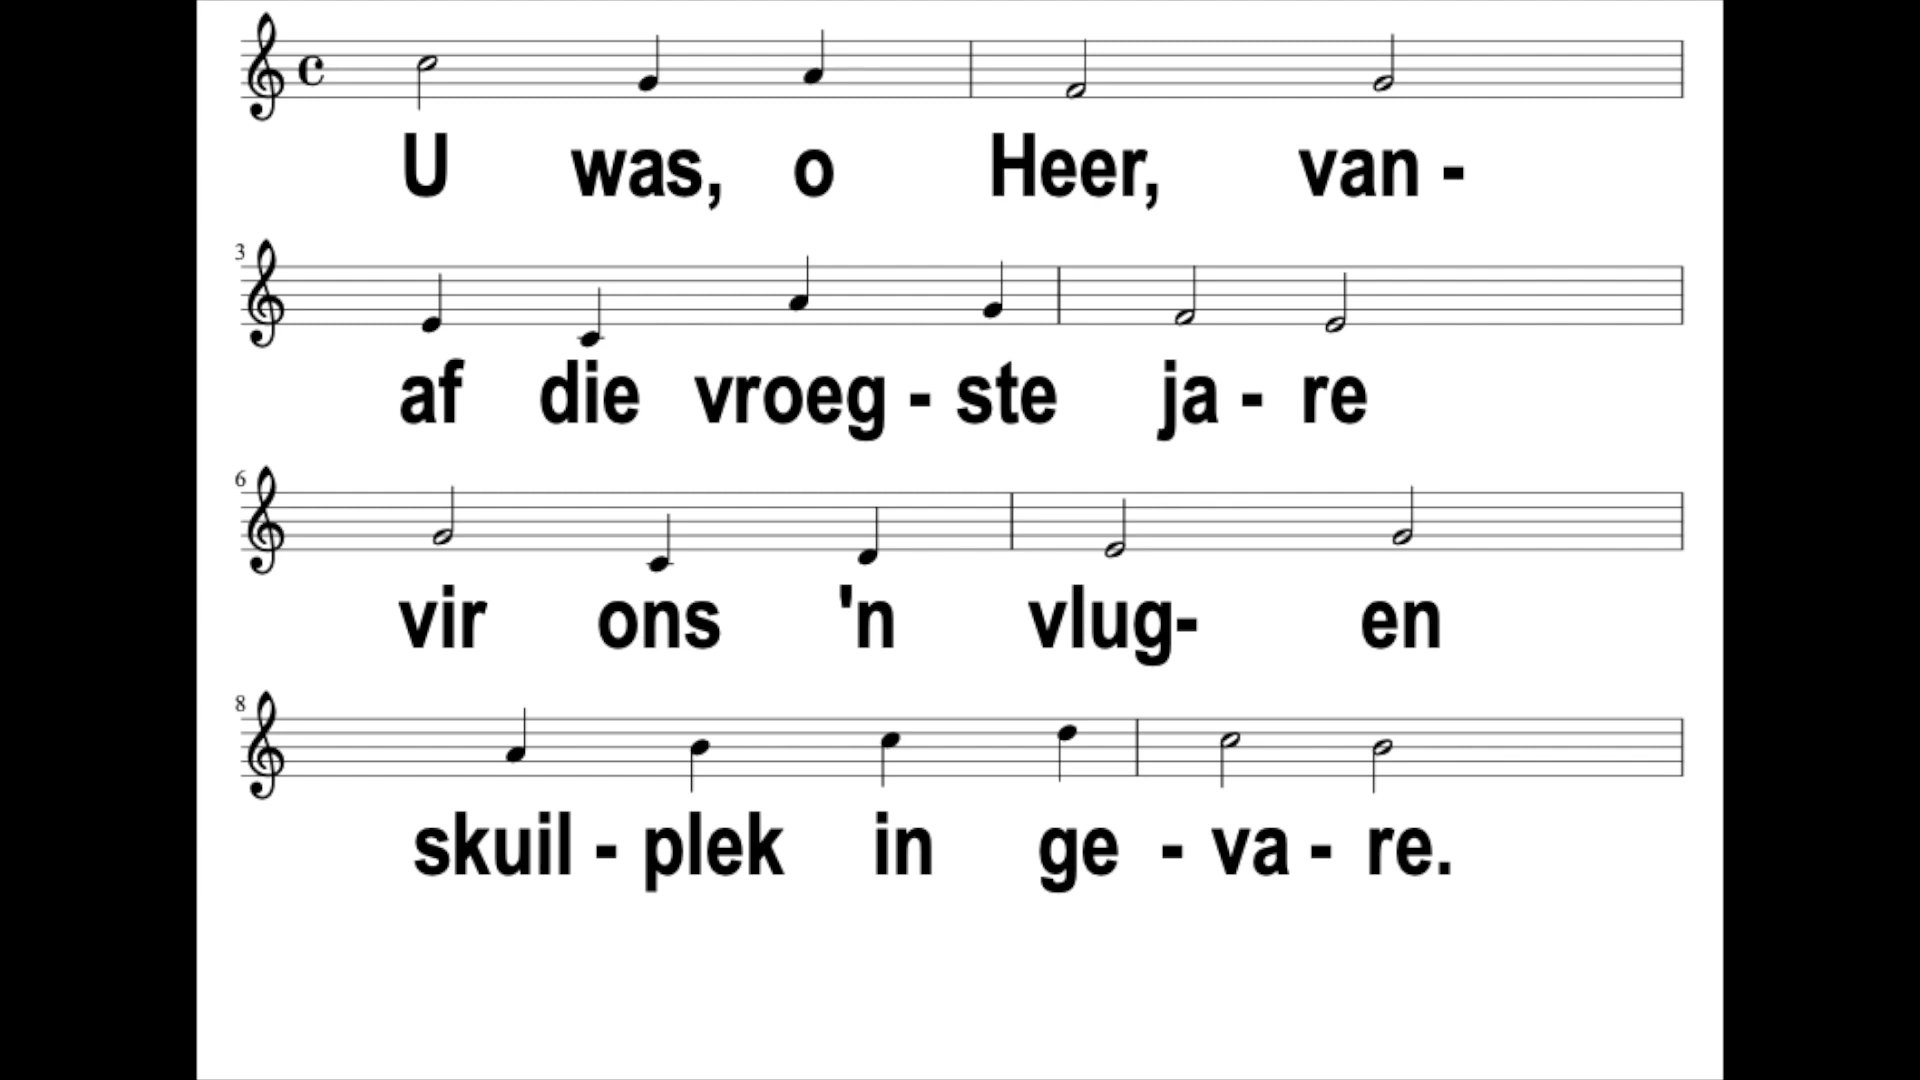 U was, o Heer, van -
3
af die vroeg - ste ja - re
6
vir ons 'n vlug- en
8
skuil - plek in ge - va - re.